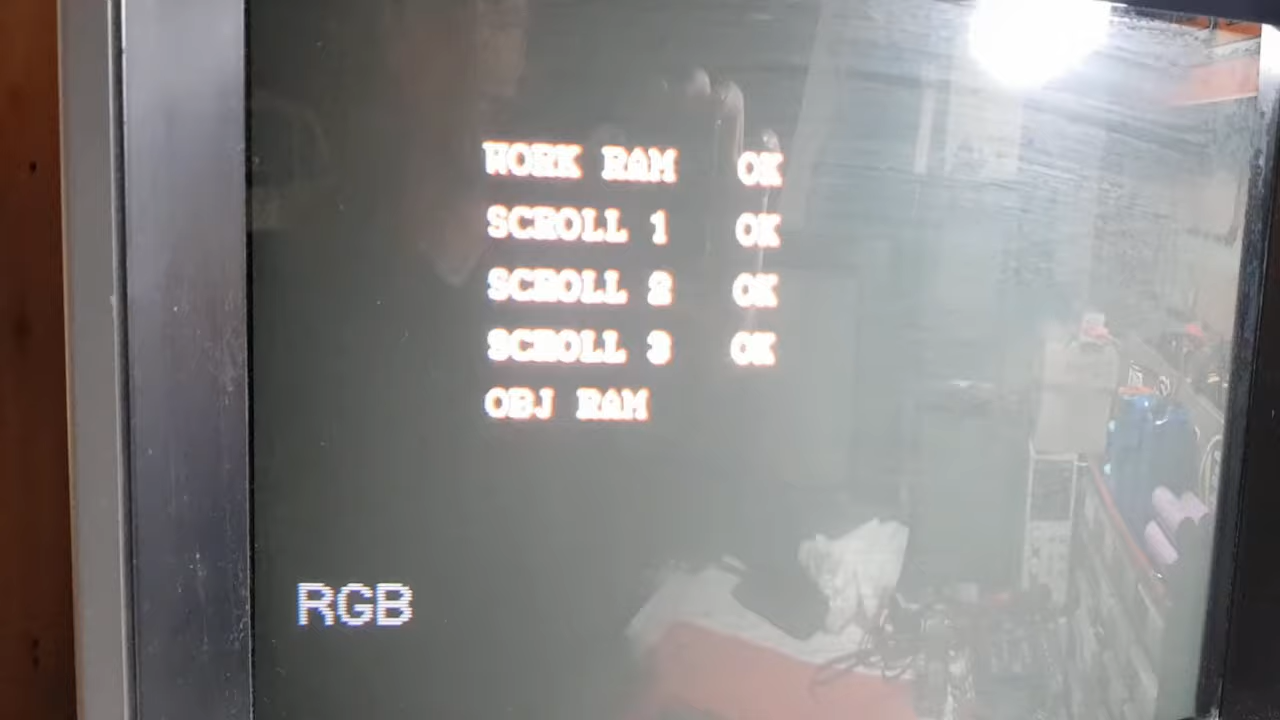 WORK RAM OK
SCROLL 1 OK
SCROLL 2 OK
SCROLL 3 OK
OBJ RAM
RGB